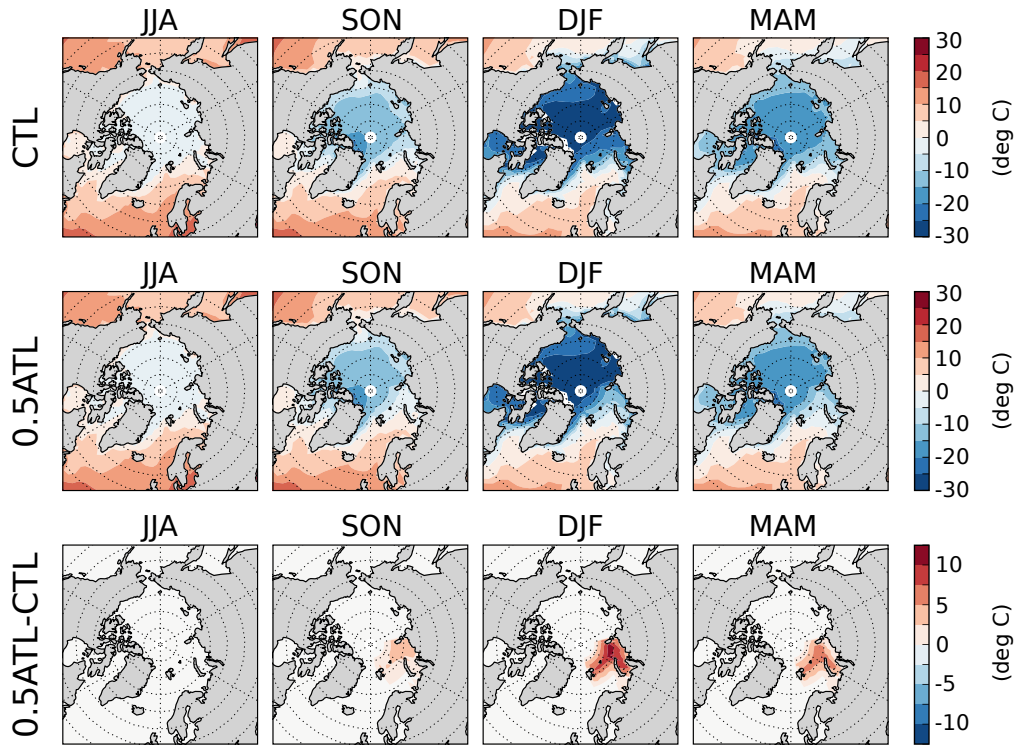 JJA SON DJF MAM
CTL
30
20
10
0
-10
-20
-30
(deg C)
JJA SON DJF MAM
0.5ATL
30
20
10
0
-10
-20
-30
(deg C)
JJA SON DJF MAM
0.5ATL-CTL
10
5
0
-5
-10
(deg C)